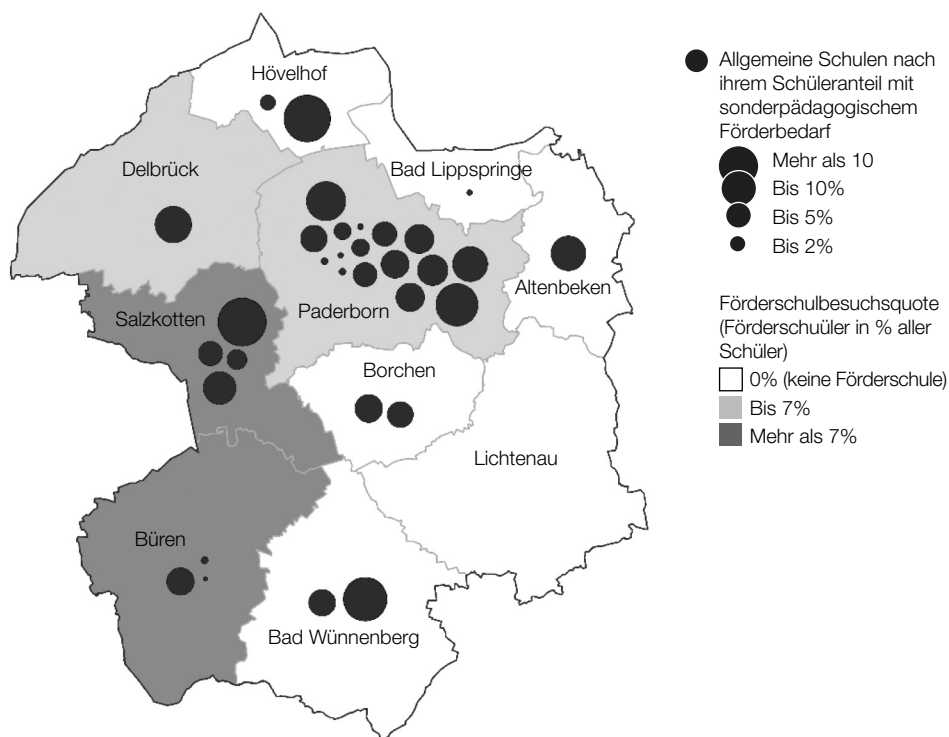 Hövelhof
Delbrück
Bad Lippspringe
Altenbeken
Salzkotten
Paderborn
Borchen
Lichtenau
Büren
Bad Wünnenberg
Allgemeine Schulen nach
ihrem Schüleranteil mit
sonderpädagogischem
Förderbedarf
Mehr als 10
Bis 10%
Bis 5%
Bis 2%
Förderschulbesuchsquote
(Förderschuüler in % aller
Schüler)
0% (keine Förderschule)
Bis 7%
Mehr als 7%